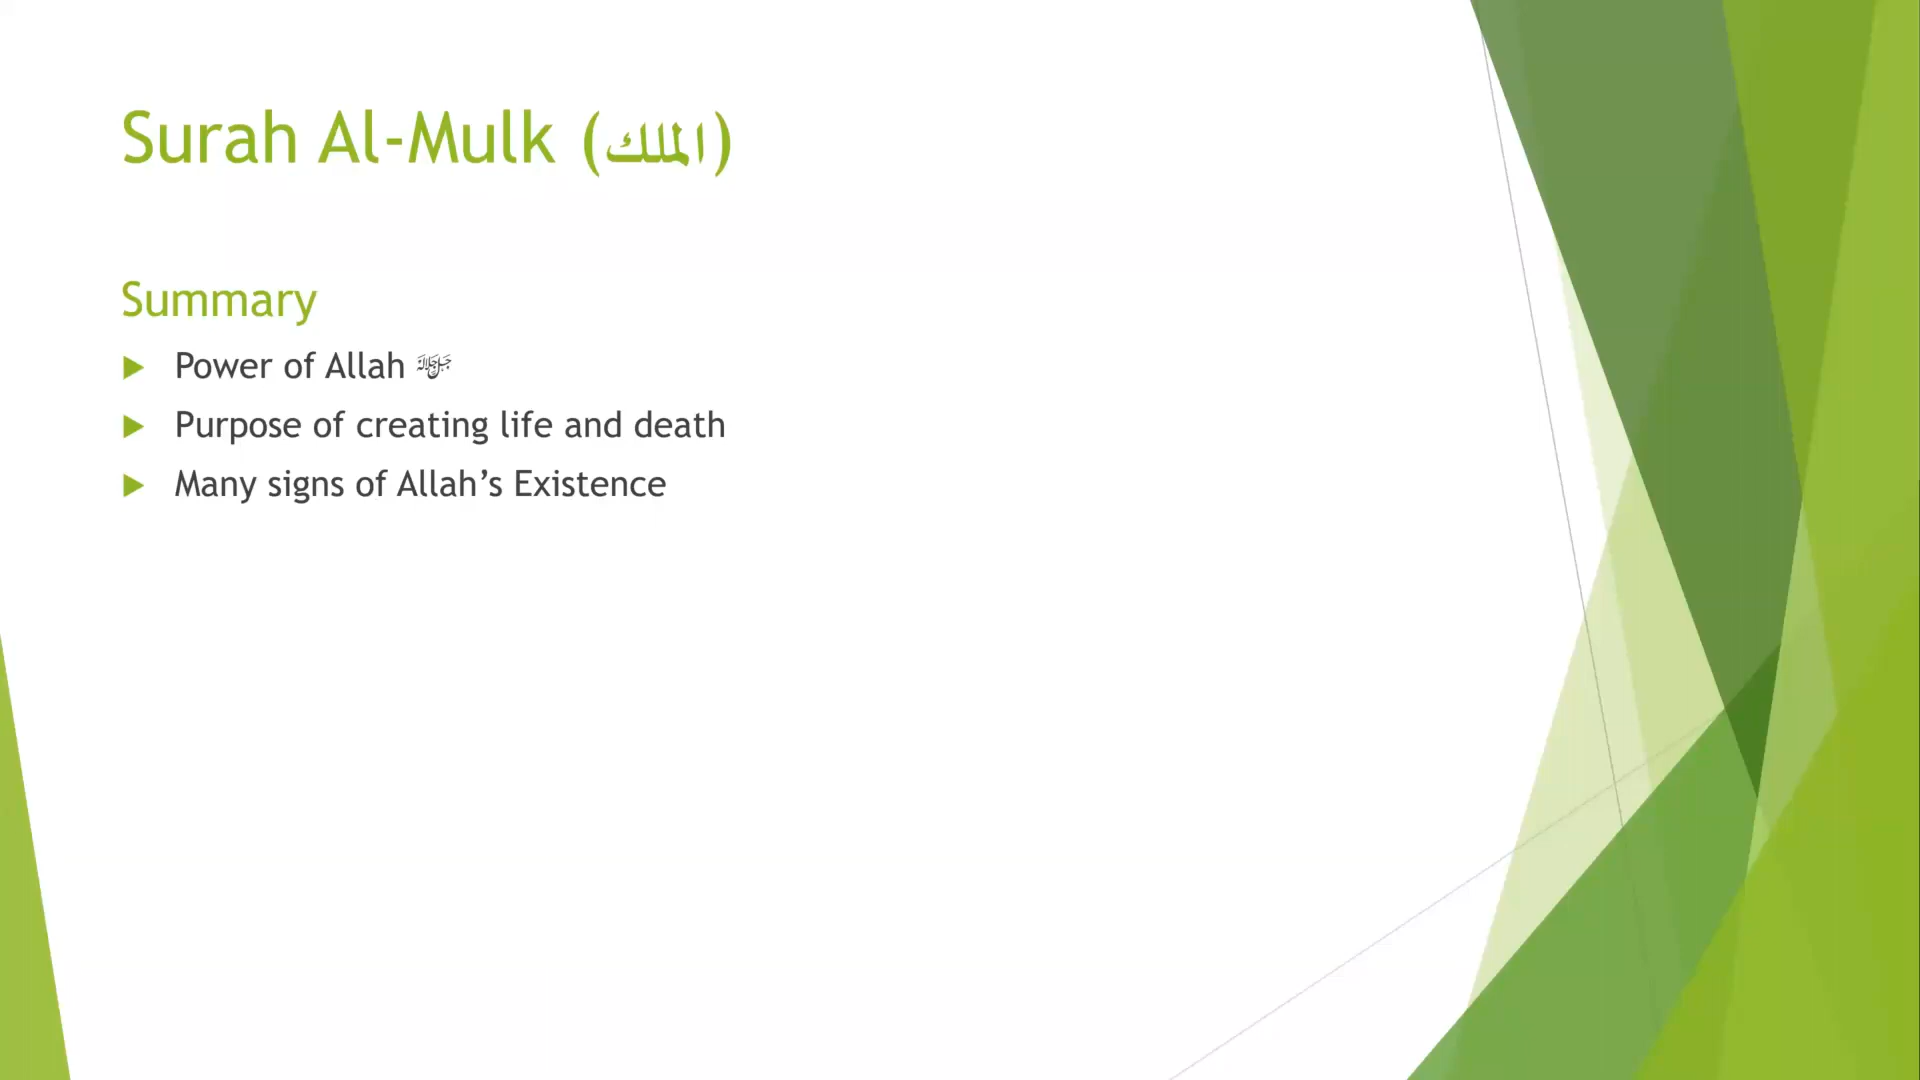 Surah Al-Mulk (الملك)
Summary
Power of Allah ﷻ
Purpose of creating life and death
Many signs of Allah’s Existence